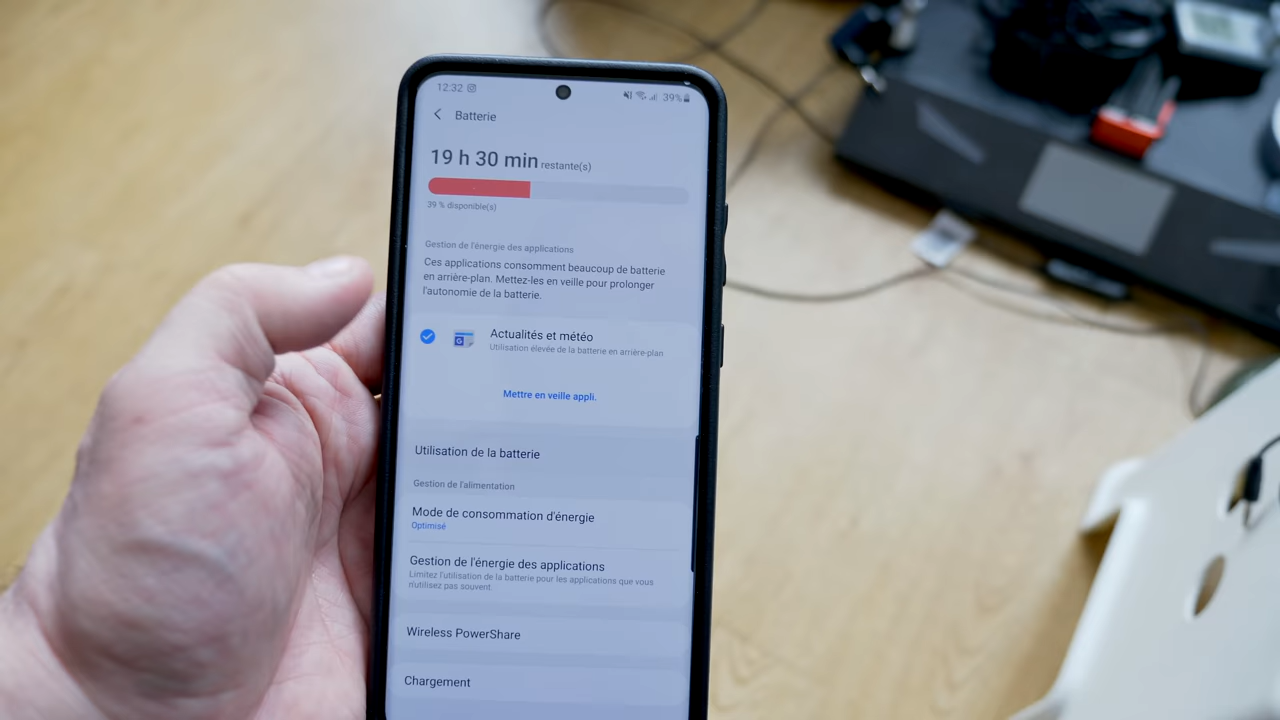 12:32 39%
Batterie
19 h 30 min restante(s)
39 % disponible(s)
Gestion de l'énergie des applications
Ces applications consomment beaucoup de batterie
en arrière-plan. Mettez-les en veille pour prolonger
l'autonomie de la batterie.
Actualités et météo
Utilisation élevée de la batterie en arrière-plan
Mettre en veille appli.
Utilisation de la batterie
Gestion de l'alimentation
Mode de consommation d'énergie
Optimisé
Gestion de l'énergie des applications
Limitez l'utilisation de la batterie pour les applications que vous
n'utilisez pas souvent.
Wireless PowerShare
Chargement